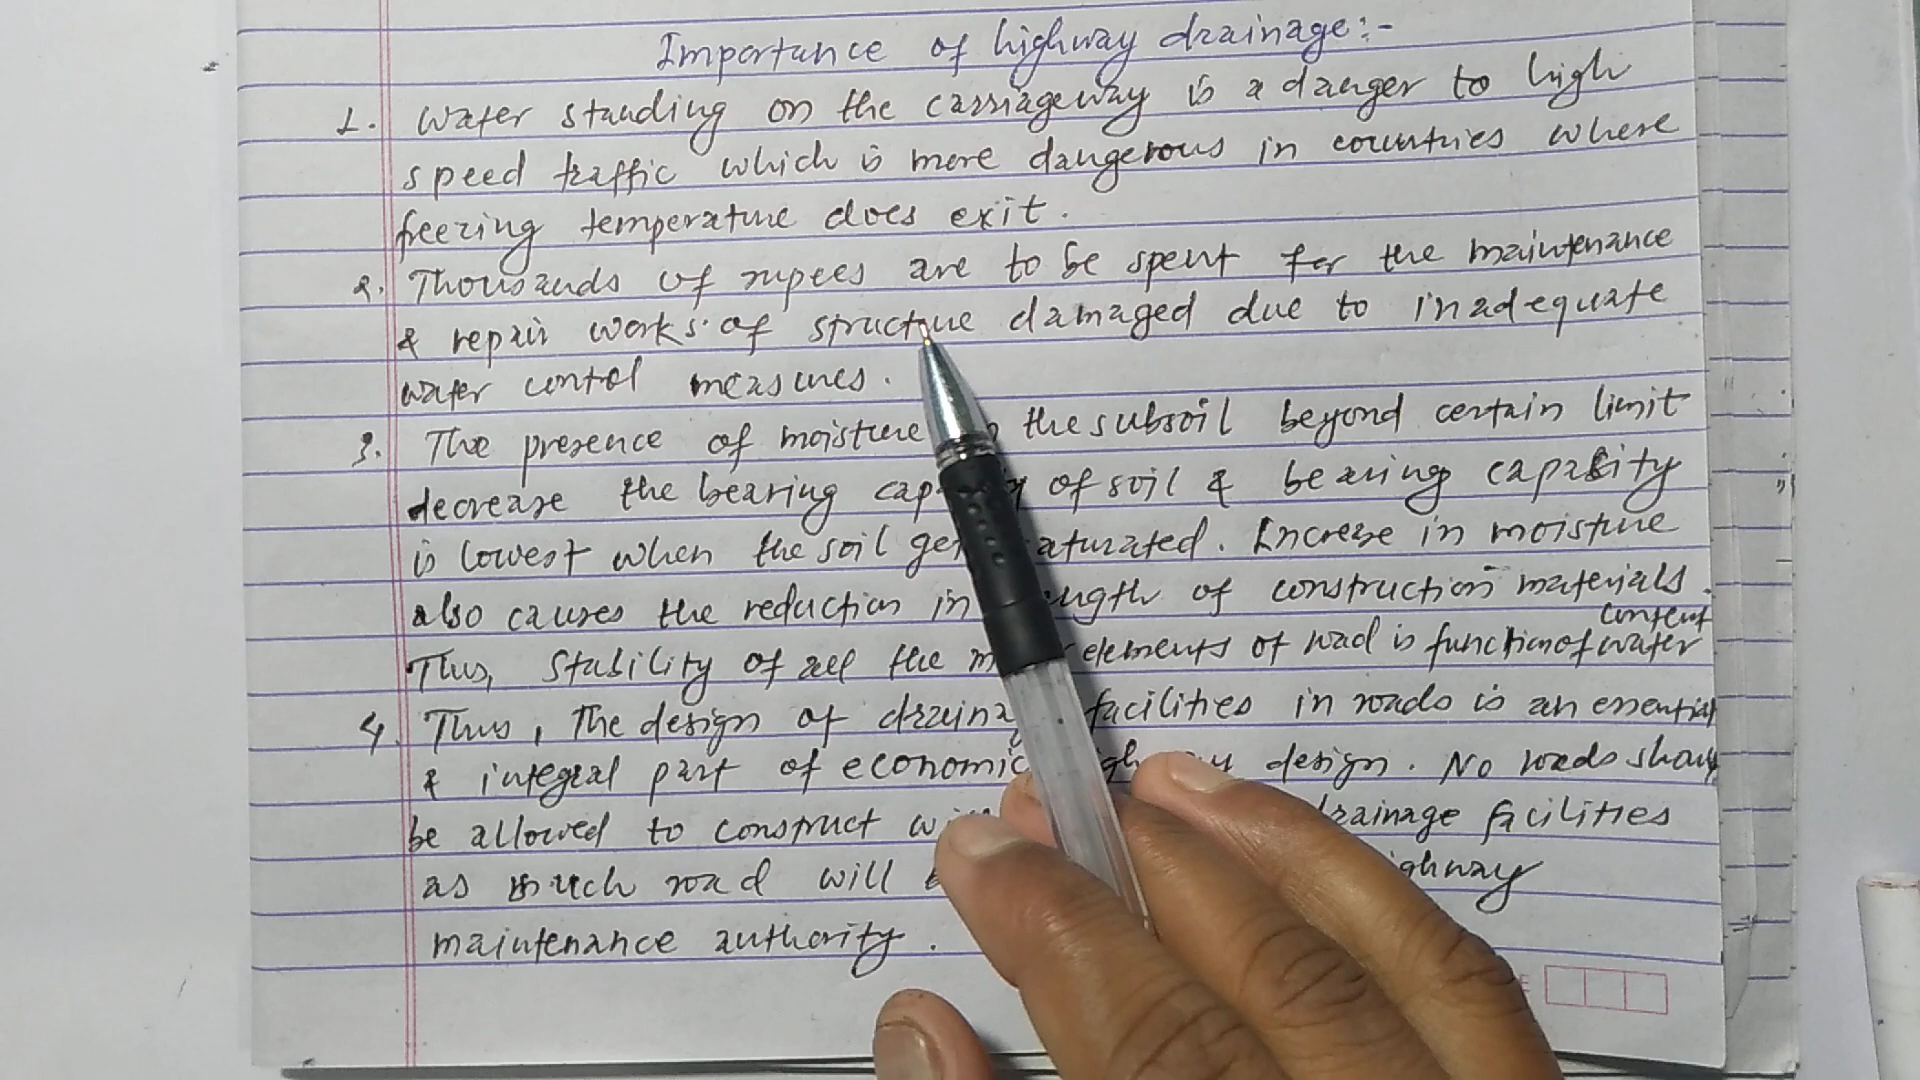 Importance of highway drainage:-
1. Water standing on the carriageway is a danger to high
speed traffic which is more dangerous in countries where
freezing temperature does exit.
2. Thousands of rupees are to be spent for the maintenance
& repair works of structure damaged due to inadequate
water control measures.
3. The presence of moisture the subsoil beyond certain limit
decrease the bearing of soil & bearing capacity
is lowest when the soil Increase in moisture
also causes the reduction in of construction materials.
content
Thus, Stability of all the elements of road is function of water
4. Thus, The design of facilities in roads is an essential
& integral part of economic design. No roads should
be allowed to construct facilities
as much road will
maintenance authority.